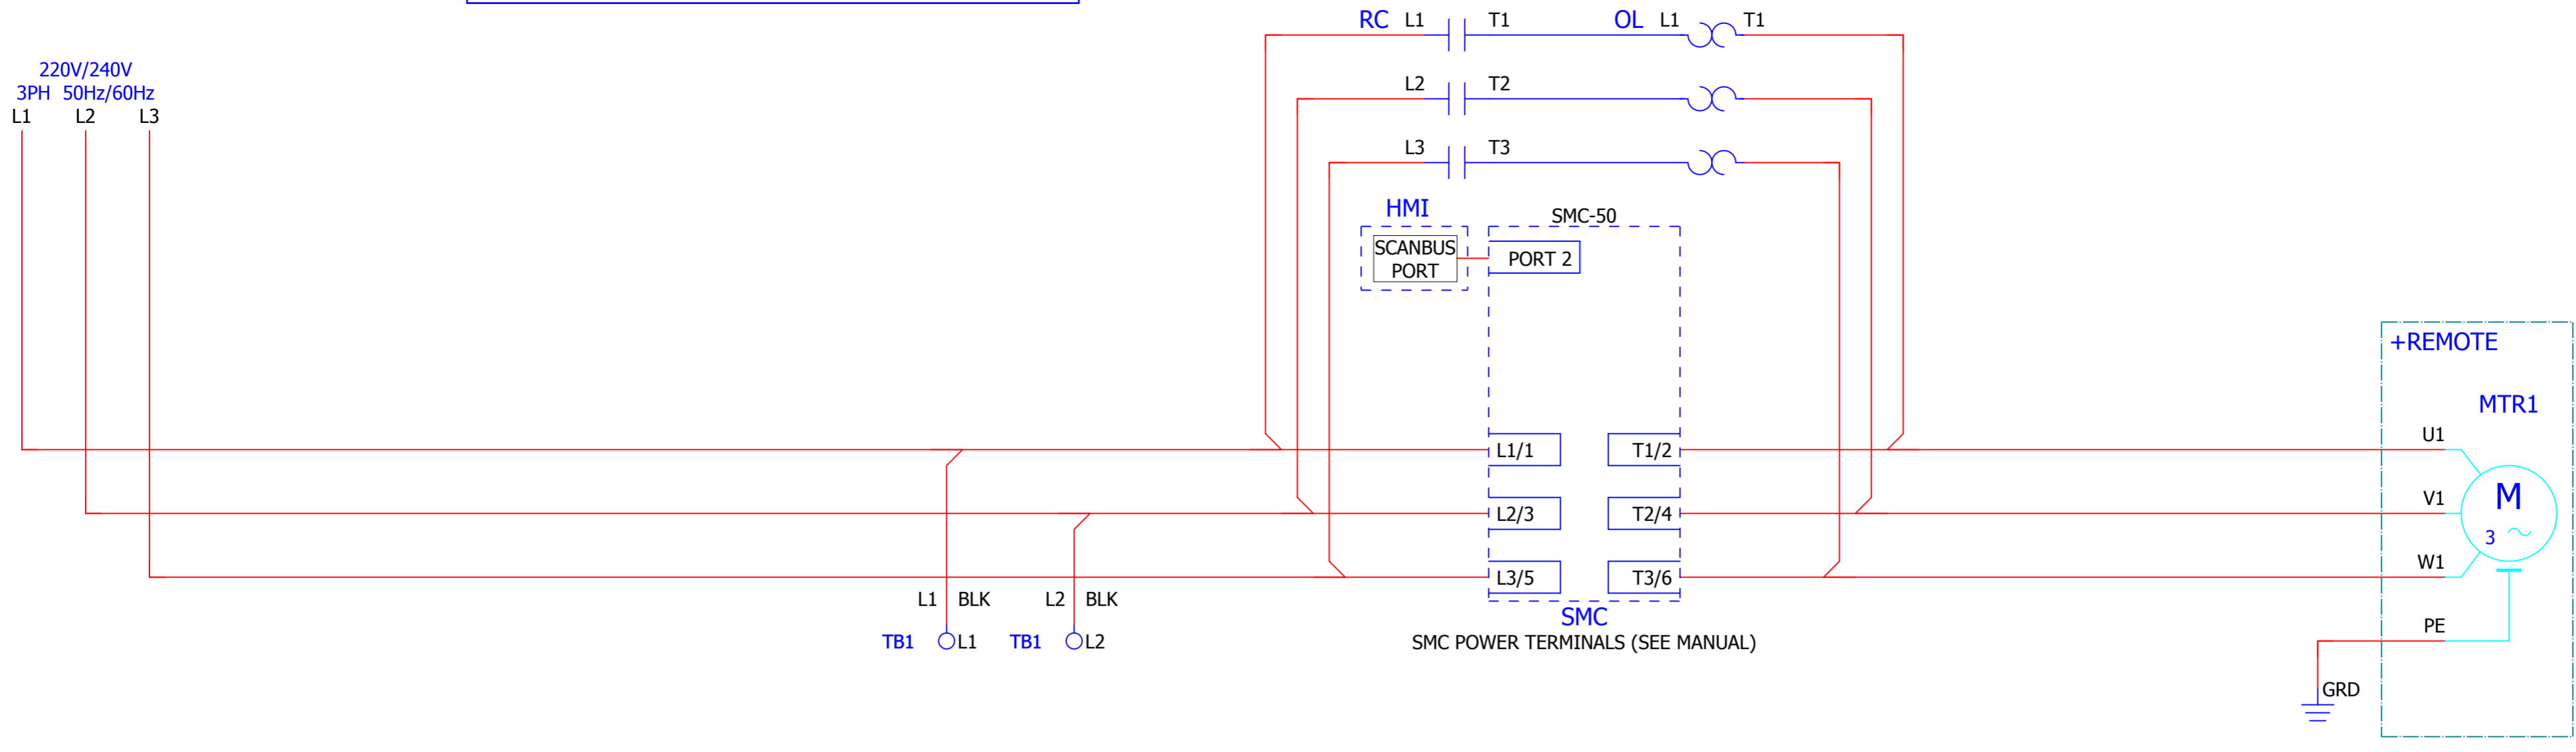 RC L1 T1 OL L1 T1
220V/240V
3PH 50Hz/60Hz
L1 L2 L3
L2 T2
L3 T3
HMI
SMC-50
SCANBUS
PORT
PORT 2
+REMOTE
MTR1
U1
L1/1 T1/2
V1
M
L2/3 T2/4
3 ~
W1
L3/5 T3/6
L1 BLK L2 BLK
SMC
PE
TB1 L1 TB1 L2
SMC POWER TERMINALS (SEE MANUAL)
GRD